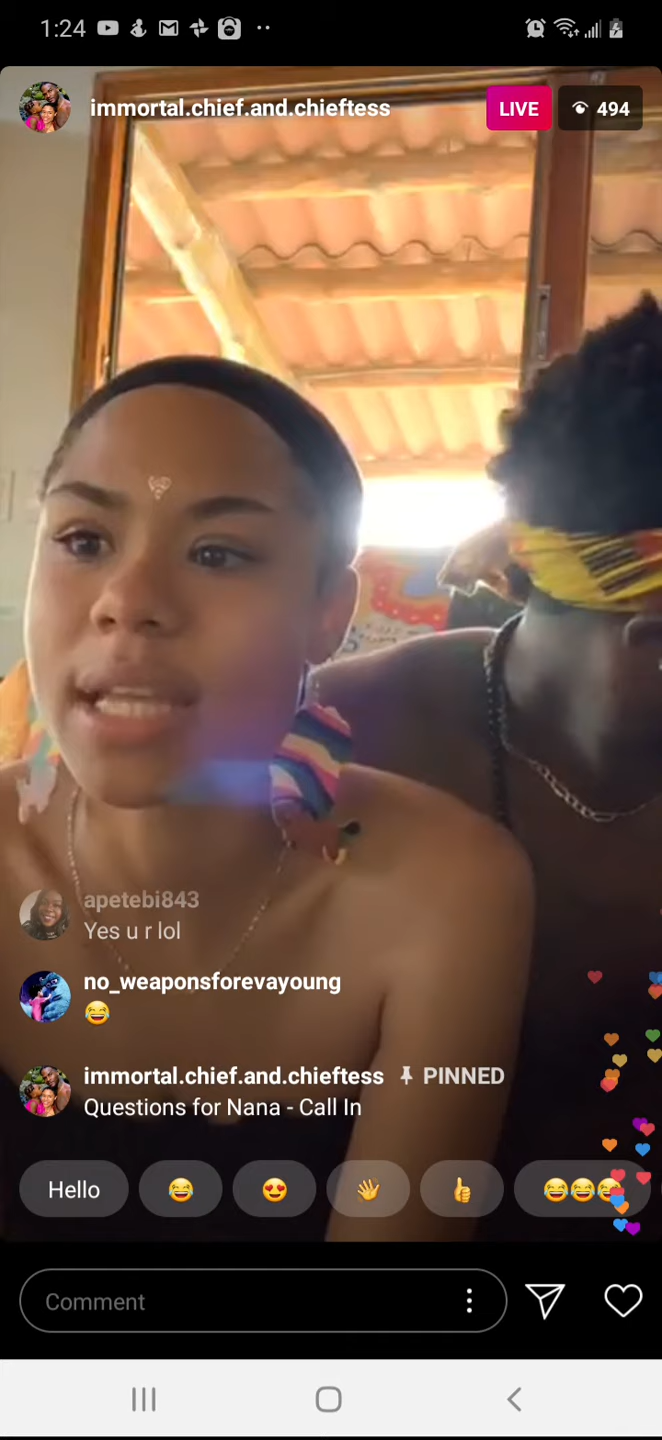 1:24
immortal.chief.and.chieftess
LIVE
494
apetebi843
Yes u r lol
no_weaponsforevayoung
😂
immortal.chief.and.chieftess PINNED
Questions for Nana - Call In
Hello 😂 😍 👋 👍 😂😂😂
Comment